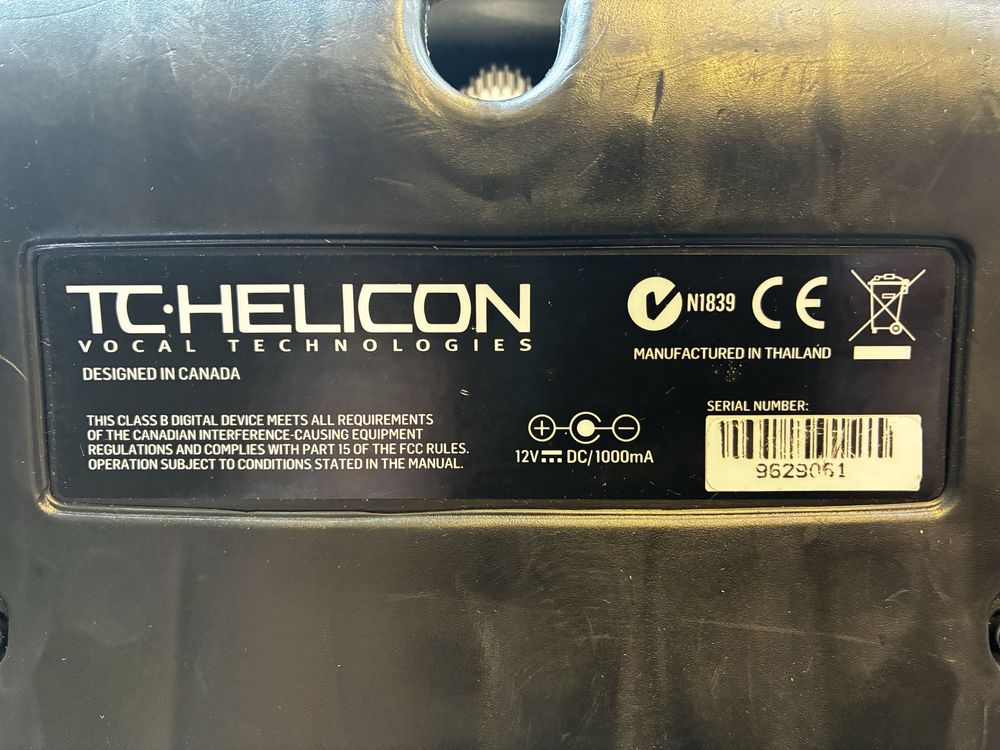 TC·HELICON
VOCAL TECHNOLOGIES
DESIGNED IN CANADA
THIS CLASS B DIGITAL DEVICE MEETS ALL REQUIREMENTS
OF THE CANADIAN INTERFERENCE-CAUSING EQUIPMENT
REGULATIONS AND COMPLIES WITH PART 15 OF THE FCC RULES.
OPERATION SUBJECT TO CONDITIONS STATED IN THE MANUAL.
12V ⎓ DC/1000mA
N1839 CE
MANUFACTURED IN THAILAND
SERIAL NUMBER:
9629061